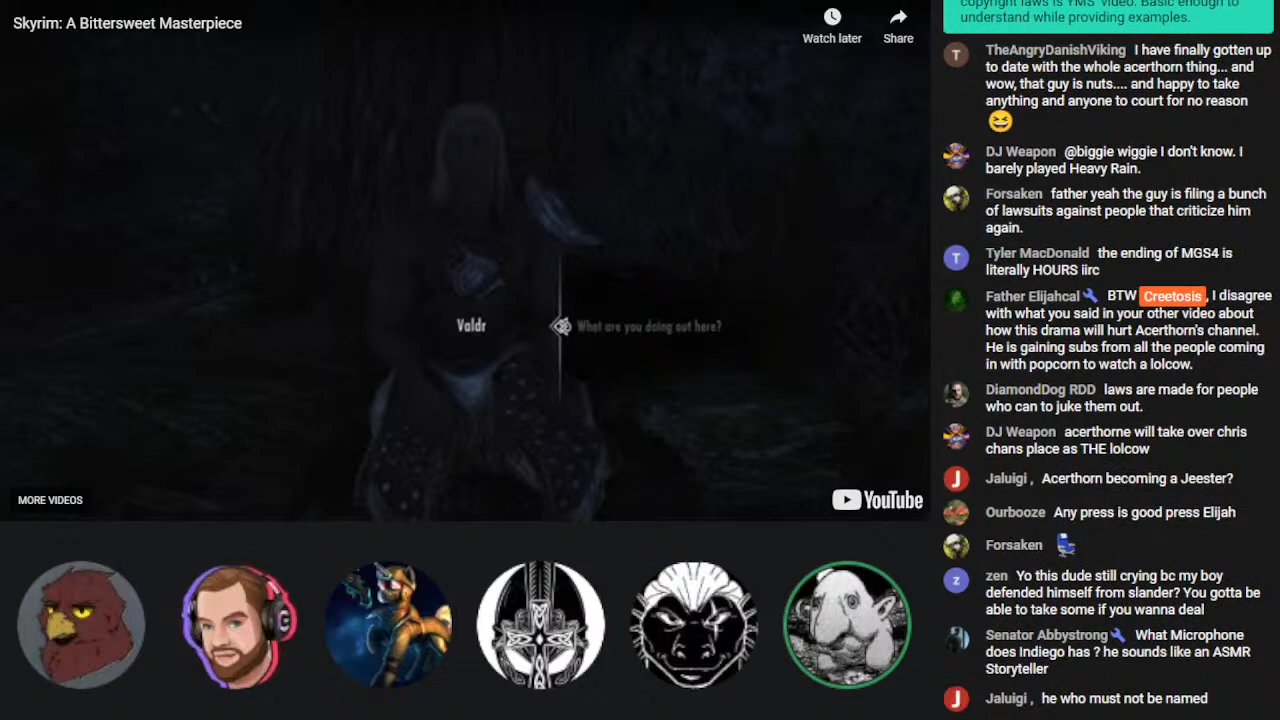 Skyrim: A Bittersweet Masterpiece
Watch later
Share
Valdr
What are you doing out here?
MORE VIDEOS
YouTube
copyright laws is YMS' video. Basic enough to
understand while providing examples.
T
TheAngryDanishViking I have finally gotten up
to date with the whole acerthorn thing... and
wow, that guy is nuts.... and happy to take
anything and anyone to court for no reason
DJ Weapon @biggie wiggie I don't know. I
barely played Heavy Rain.
Forsaken father yeah the guy is filing a bunch
of lawsuits against people that criticize him
again.
T
Tyler MacDonald the ending of MGS4 is
literally HOURS iirc
Father Elijahcal BTW Creetosis, I disagree
with what you said in your other video about
how this drama will hurt Acerthorn's channel.
He is gaining subs from all the people coming
in with popcorn to watch a lolcow.
DiamondDog RDD laws are made for people
who can to juke them out.
DJ Weapon acerthorne will take over chris
chans place as THE lolcow
J
Jaluigi , Acerthorn becoming a Jeester?
Ourbooze Any press is good press Elijah
Forsaken
z
zen Yo this dude still crying bc my boy
defended himself from slander? You gotta be
able to take some if you wanna deal
Senator Abbystrong What Microphone
does Indiego has ? he sounds like an ASMR
Storyteller
J
Jaluigi , he who must not be named